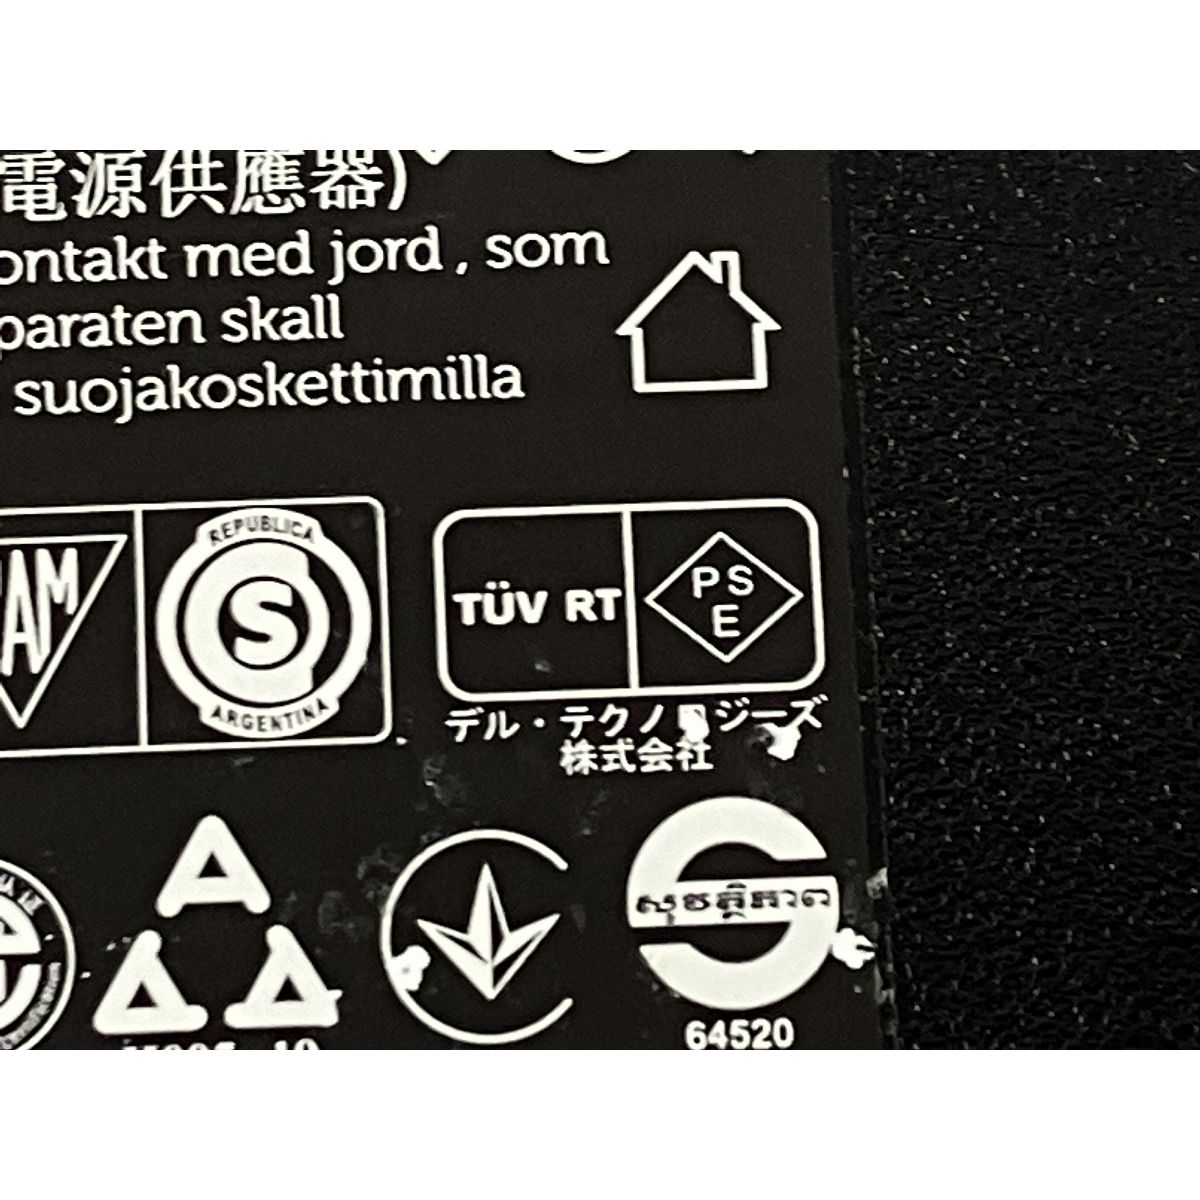 電源供應器)
ontakt med jord , som
paraten skall
suojakoskettimilla
REPUBLICA
S
ARGENTINA
TÜV RT
PS
E
デル・テクノロジーズ
株式会社
64520